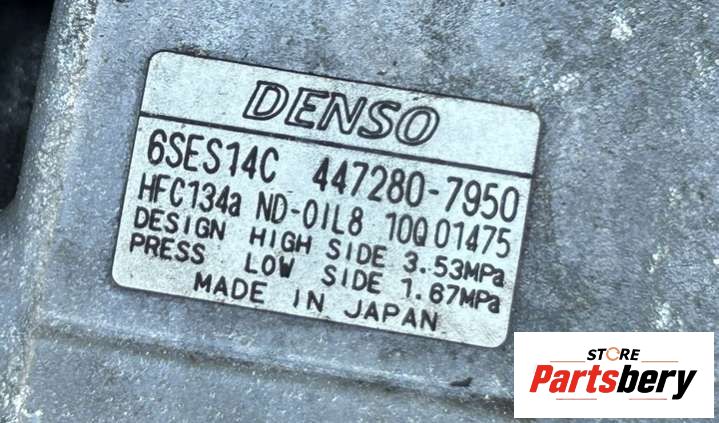 DENSO
6SES14C 447280-7950
HFC134a ND-OIL8 10Q01475
DESIGN HIGH SIDE 3.53MPa
PRESS LOW SIDE 1.67MPa
MADE IN JAPAN
STORE
Partsbery